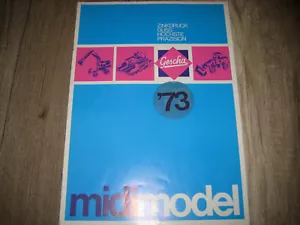 ZINKDRUCK
GUSS
HÖCHSTE
PRÄZISION
Gescha
'73
midimodel